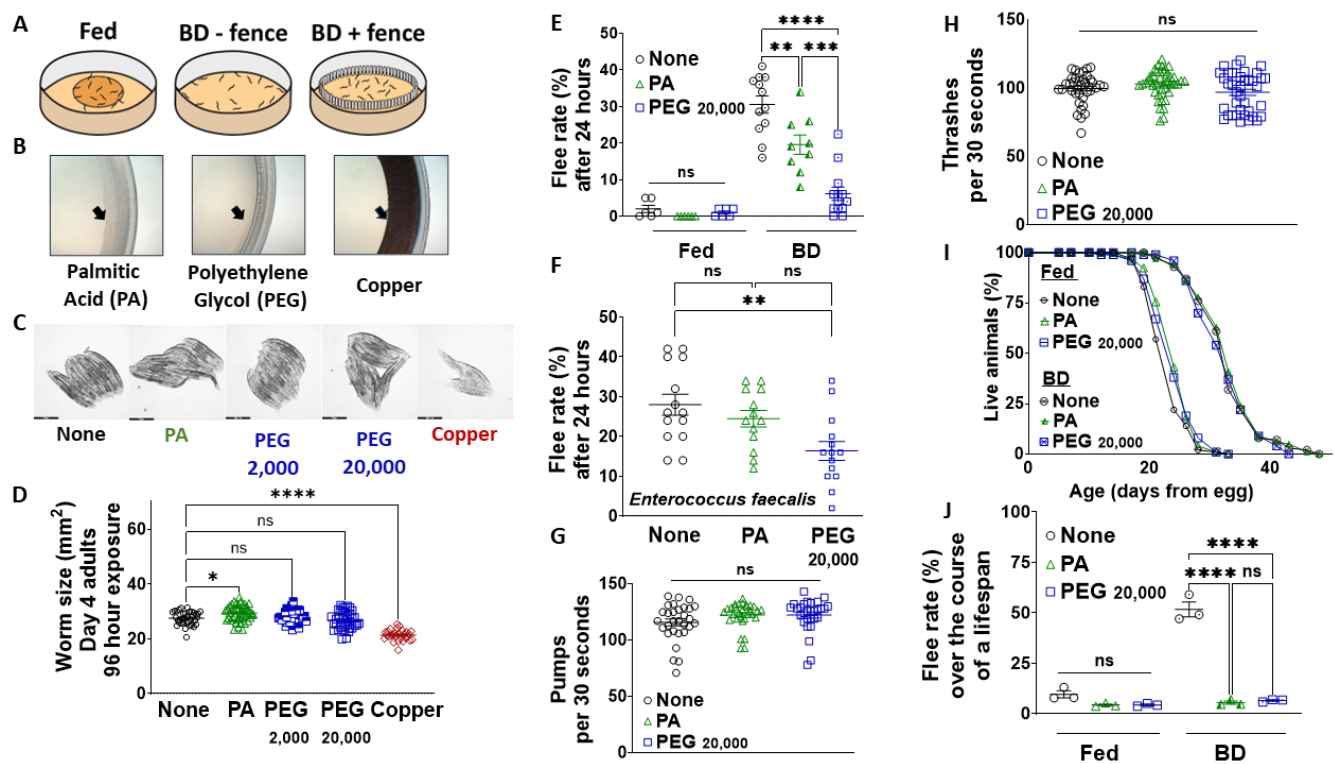 A
Fed
BD - fence
BD + fence
B
Palmitic
Acid (PA)
Polyethylene
Glycol (PEG)
Copper
C
None
PA
PEG
2,000
PEG
20,000
Copper
D
Worm size (mm²)
Day 4 adults
96 hour exposure
60
40
20
0
****
ns
ns
*
None
PA
PEG
2,000
PEG
20,000
Copper
E
Flee rate (%)
after 24 hours
50
40
30
20
10
0
None
PA
PEG 20,000
ns
****
**
***
Fed
BD
F
Flee rate (%)
after 24 hours
50
40
30
20
10
0
ns
ns
**
Enterococcus faecalis
None
PA
PEG
20,000
G
Pumps
per 30 seconds
150
100
50
0
ns
None
PA
PEG 20,000
H
Thrashes
per 30 seconds
150
100
50
0
ns
None
PA
PEG 20,000
I
Live animals (%)
100
75
50
25
0
Fed
None
PA
PEG 20,000
BD
None
PA
PEG 20,000
0
20
40
Age (days from egg)
J
Flee rate (%)
over the course
of a lifespan
100
75
50
25
0
None
PA
PEG 20,000
ns
****
****
ns
Fed
BD